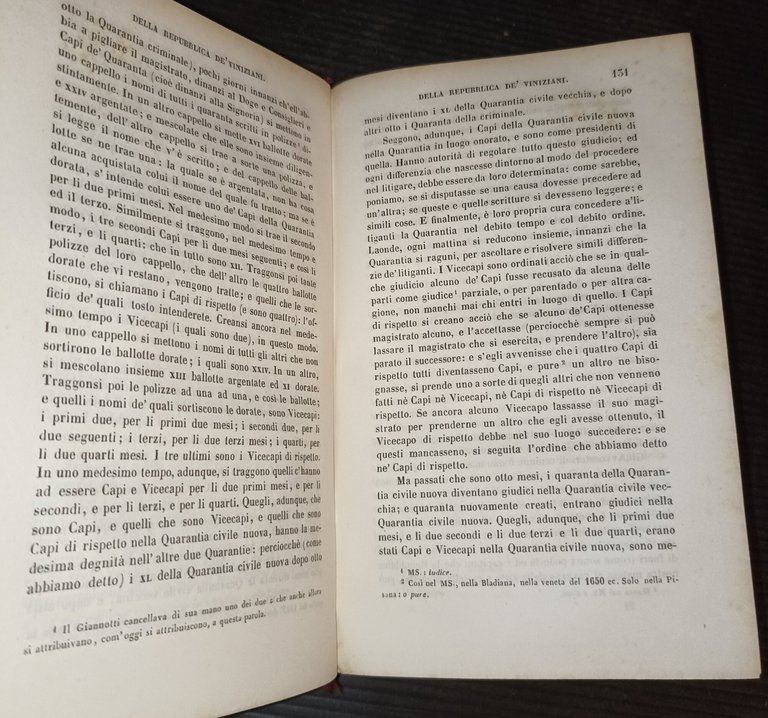 DELLA REPUBBLICA DE' VINIZIANI.
otto la Quarantia criminale), pochi giorni innanzi ch'ell'ab-
bia a pigliare il magistrato, dinanzi al Doge e Consiglieri e
Capi de' Quaranta (cioè dinanzi alla Signoria) si mettono in
uno cappello i nomi di tutti i quaranta scritti in polizze di-
stintamente. In un altro cappello si mette XVI ballotte dorate
e XXIV argentate; e mescolate che elle sono insieme diligen-
temente, dell'altro cappello si trae a sorte una polizza, e
si legge il nome che v'è scritto; e del cappello delle bal-
lotte se ne trae una: la quale se è argentata, non ha cosa
alcuna acquistata colui il nome del quale fu tratto; ma se è
dorata, s'intende colui essere uno de' Capi della Quarantia
per li due primi mesi. Nel medesimo modo si trae il secondo
ed il terzo. Similmente si traggono, nel medesimo tempo e
modo, i tre secondi Capi per li due mesi seguenti; e così li
terzi, e li quarti: che in tutto sono XII. Traggonsi poi tante
polizze del loro cappello, che dell'altro le quattro ballotte
dorate che vi restano, vengono tratte; e quelli che le sor-
tiscono, si chiamano i Capi di rispetto (e sono quattro): l'of-
ficio de' quali tosto intenderete. Creansi ancora nel mede-
simo tempo i Vicecapi (i quali sono due), in questo modo.
In uno cappello si mettono i nomi di tutti gli altri che non
sortirono le ballotte dorate; i quali sono XXIV. In un altro,
si mescolano insieme XIII ballotte argentate ed XI dorate.
Traggonsi poi le polizze ad una ad una, e così le ballotte;
e quelli i nomi de' quali sortiscono le dorate, sono Vicecapi:
i primi due, per li primi due mesi; i secondi due, per li
due seguenti; i terzi, per li due terzi mesi; i quarti, per
li due quarti mesi. I tre ultimi sono i Vicecapi di rispetto.
In uno medesimo tempo, adunque, si traggono quelli c'hanno
ad essere Capi e Vicecapi per li due primi mesi, e per li
secondi, e per li terzi, e per li quarti. Quegli, adunque, che
sono Capi, e quelli che sono Vicecapi, e quelli che sono
Capi di rispetto nella Quarantia civile nuova, hanno la me-
desima degnità nell'altre due Quarantie: perciocchè (come
abbiamo detto) i XL della Quarantia civile nuova dopo otto
¹ Il Giannotti cancellava di sua mano uno dei due z che anche allora
si attribuivano, com'oggi si attribuiscono, a questa parola.
DELLA REPUBBLICA DE' VINIZIANI. 131
mesi diventano i XL della Quarantia civile vecchia, e dopo
altri otto i Quaranta della criminale.
Seggono, adunque, i Capi della Quarantia civile nuova
nella Quarantia in luogo onorato, e sono come presidenti di
quella. Hanno autorità di regolare tutto questo giudicio; ed
ogni differenzia che nascesse dintorno al modo del procedere
nel litigare, debbe essere da loro determinata: come sarebbe,
poniamo, se si disputasse se una causa dovesse precedere ad
un'altra; se queste e quelle scritture si devessero leggere; e
simili cose. E finalmente, è loro propria cura concedere a'li-
tiganti la Quarantia nel debito tempo e col debito ordine.
Laonde, ogni mattina si reducono insieme, innanzi che la
Quarantia si raguni, per ascoltare e risolvere simili differen-
zie de'litiganti. I Vicecapi sono ordinati acciò che se in qual-
che giudicio alcuno de' Capi fusse recusato da alcuna delle
parti come giudice¹ parziale, o per parentado o per altra ca-
gione, non manchi mai chi entri in luogo di quello. I Capi
di rispetto si creano acciò che se alcuno de' Capi ottenesse
magistrato alcuno, e l'accettasse (perciocchè sempre si può
lassare il magistrato che si esercita, e prendere l'altro), sia
parato il successore: e s'egli avvenisse che i quattro Capi di
rispetto tutti diventasseno Capi, e pure² un altro ne biso-
gnasse, si prende uno a sorte di quegli altri che non vennero
fatti nè Capi nè Vicecapi, nè Capi di rispetto nè Vicecapi di
rispetto. Se ancora alcuno Vicecapo lassasse il suo magi-
strato per prenderne un altro che egli avesse ottenuto, il
Vicecapo di rispetto debbe nel suo luogo succedere: e se
questi mancasseno, si seguita l'ordine che abbiamo detto
ne' Capi di rispetto.
Ma passati che sono otto mesi, i quaranta della Quaran-
tia civile nuova diventano giudici nella Quarantia civile vec-
chia; e quaranta nuovamente creati, entrano giudici nella
Quarantia civile nuova. Quegli, adunque, che li primi due
mesi, e li due secondi e li due terzi e li due quarti, erano
stati Capi e Vicecapi nella Quarantia civile nuova, sono me-
¹ MS.: iudice.
² Così nel MS., nella Bladiana, nella veneta del 1650 ec. Solo nella Pi-
sana: o pure.